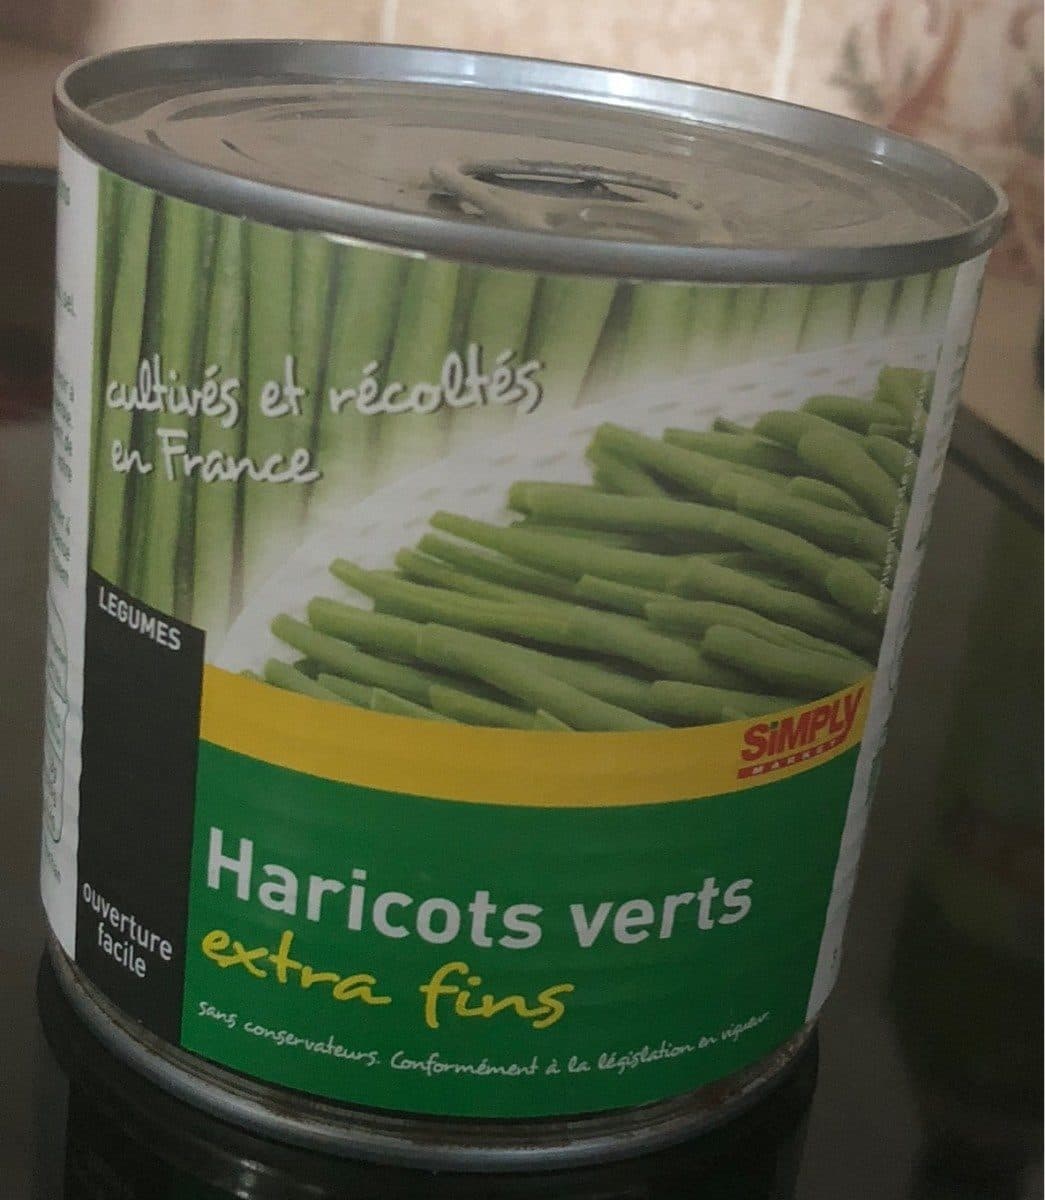 cultivés et récoltés
en France
LEGUMES
SiMPLY
MARKET
Haricots verts
extra fins
ouverture
facile
sans conservateurs. Conformément à la législation en vigueur